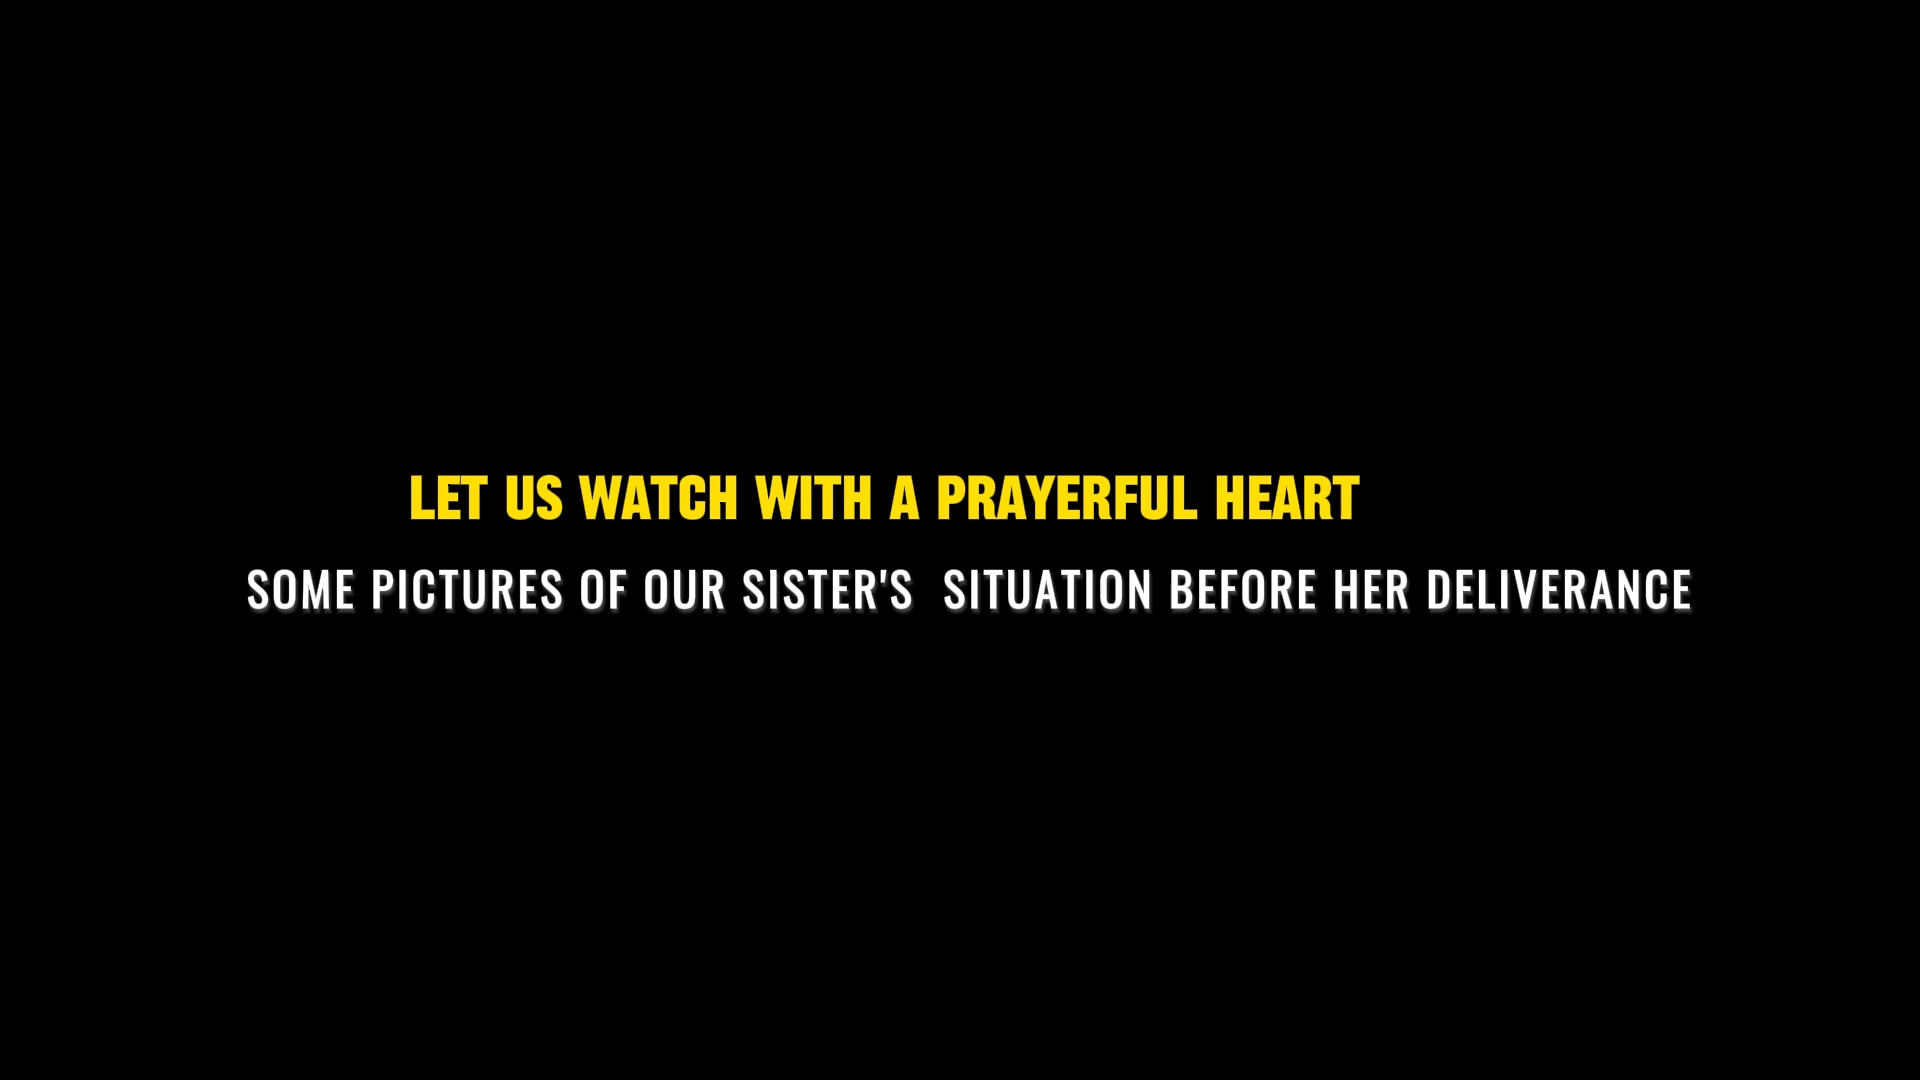 LET US WATCH WITH A PRAYERFUL HEART
SOME PICTURES OF OUR SISTER'S  SITUATION BEFORE HER DELIVERANCE